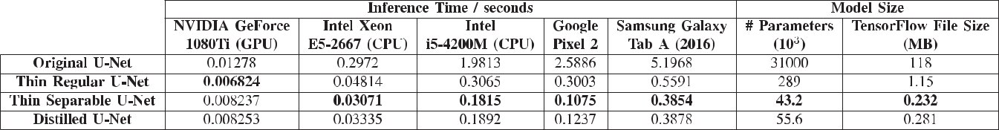 Inference Time / seconds Model Size
NVIDIA GeForce Intel Xeon Intel Google Samsung Galaxy # Parameters TensorFlow File Size
1080Ti (GPU) E5-2667 (CPU) i5-4200M (CPU) Pixel 2 Tab A (2016) (10³) (MB)
Original U-Net 0.01278 0.2972 1.9813 2.5886 5.1968 31000 118
Thin Regular U-Net 0.006824 0.04814 0.3065 0.3003 0.5591 289 1.15
Thin Separable U-Net 0.008237 0.03071 0.1815 0.1075 0.3854 43.2 0.232
Distilled U-Net 0.008253 0.03335 0.1892 0.1237 0.3878 55.6 0.281